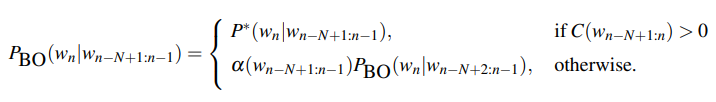 P_BO(w_n|w_{n−N+1:n−1}) = { P*(w_n|w_{n−N+1:n−1}), if C(w_{n−N+1:n}) > 0
α(w_{n−N+1:n−1})P_BO(w_n|w_{n−N+2:n−1}), otherwise.